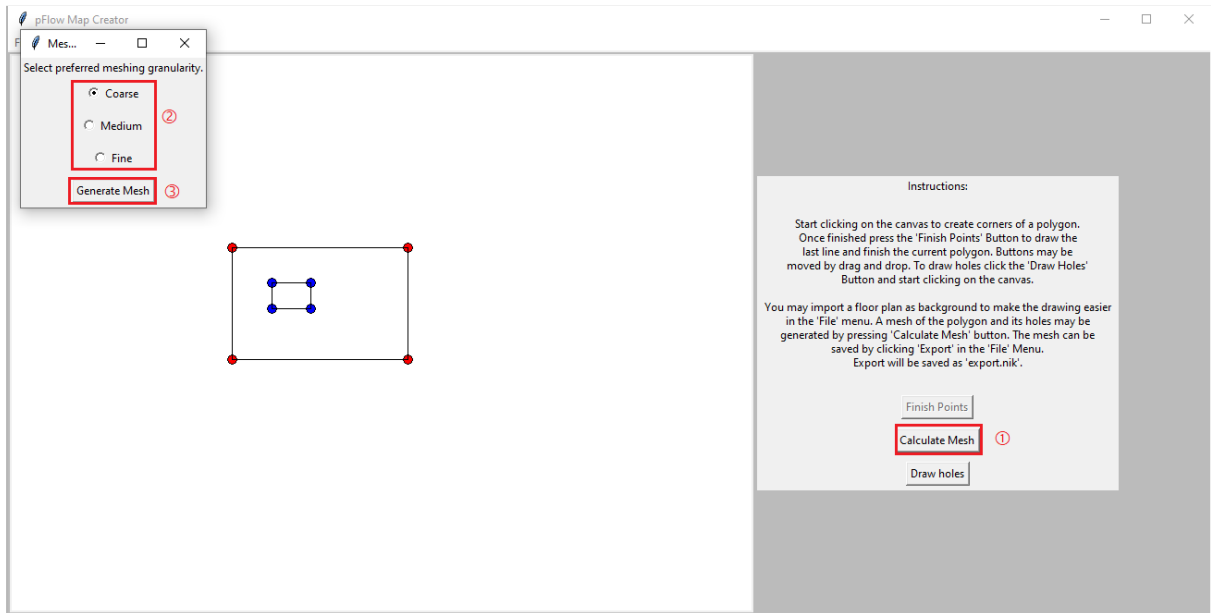 pFlow Map Creator
F
Mes...
Select preferred meshing granularity.
Coarse
②
Medium
Fine
Generate Mesh ③
Instructions:
Start clicking on the canvas to create corners of a polygon.
Once finished press the 'Finish Points' Button to draw the
last line and finish the current polygon. Buttons may be
moved by drag and drop. To draw holes click the 'Draw Holes'
Button and start clicking on the canvas.
You may import a floor plan as background to make the drawing easier
in the 'File' menu. A mesh of the polygon and its holes may be
generated by pressing 'Calculate Mesh' button. The mesh can be
saved by clicking 'Export' in the 'File' Menu.
Export will be saved as 'export.nik'.
Finish Points
Calculate Mesh ①
Draw holes